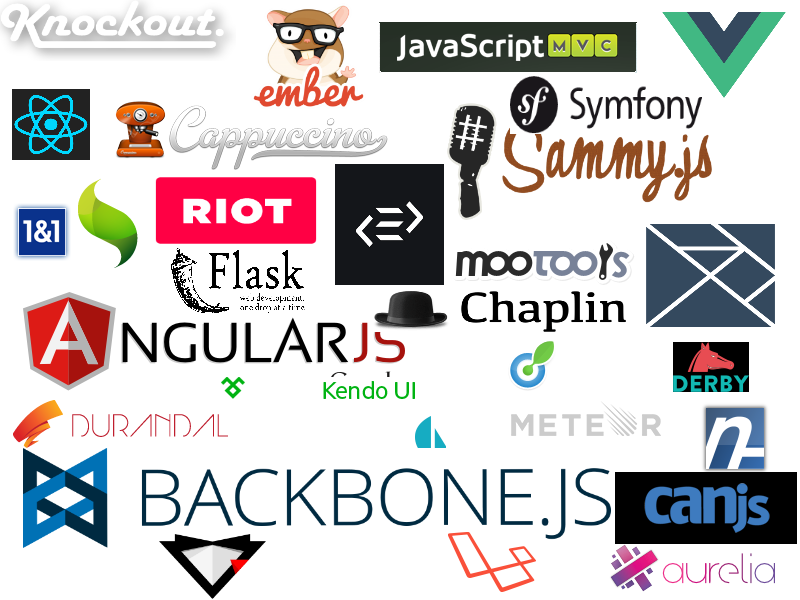 Knockout.
ember
JavaScript MVC
sf Symfony
Cappuccino
Sammy.js
RIOT
1&1
Flask
web development,
one drop at a time
mootools
Chaplin
ANGULARJS
Kendo UI
DERBY
DURANDAL
METEOR
n
BACKBONE.JS
canjs
aurelia